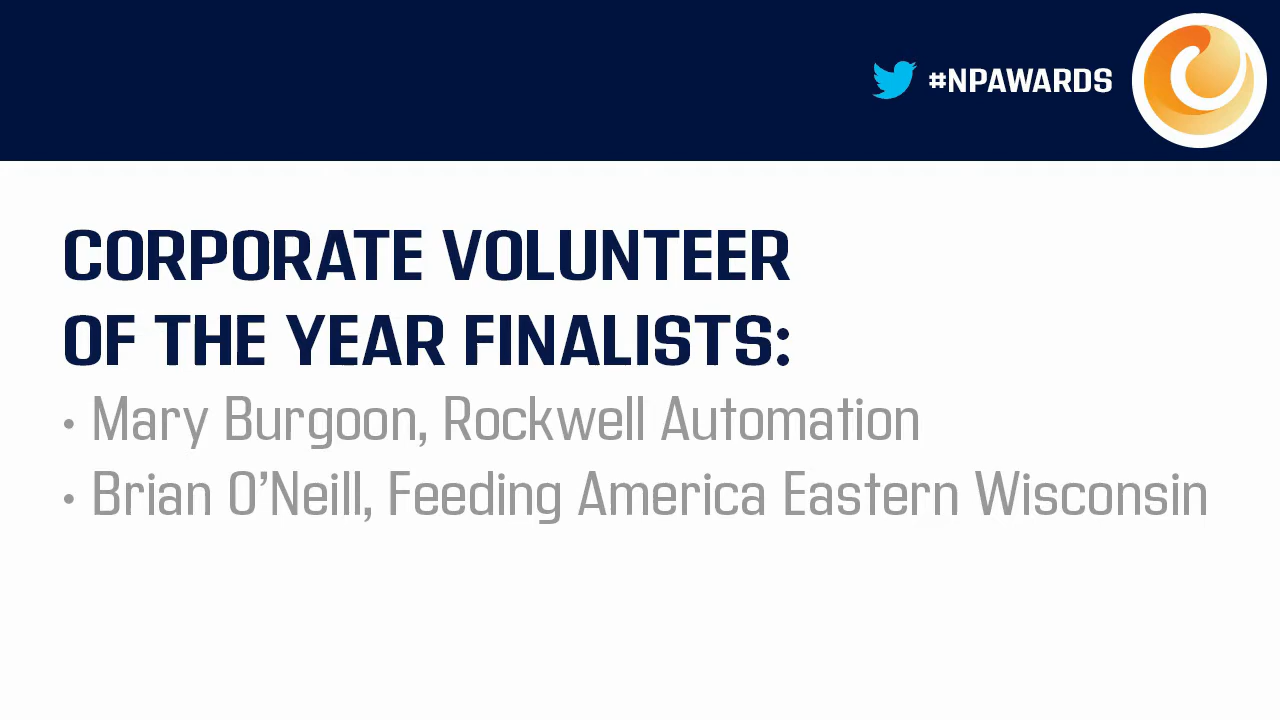 #NPAWARDS
CORPORATE VOLUNTEER
OF THE YEAR FINALISTS:
• Mary Burgoon, Rockwell Automation
• Brian O’Neill, Feeding America Eastern Wisconsin